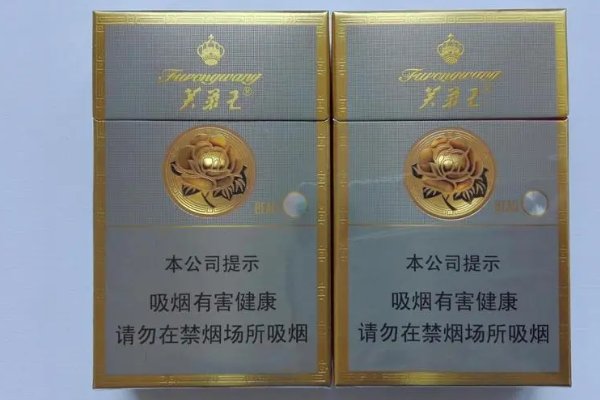 Furongwang
芙蓉王®
BEAD
本公司提示
吸烟有害健康
请勿在禁烟场所吸烟
Furongwang
芙蓉王®
BEAD
本公司提示
吸烟有害健康
请勿在禁烟场所吸烟